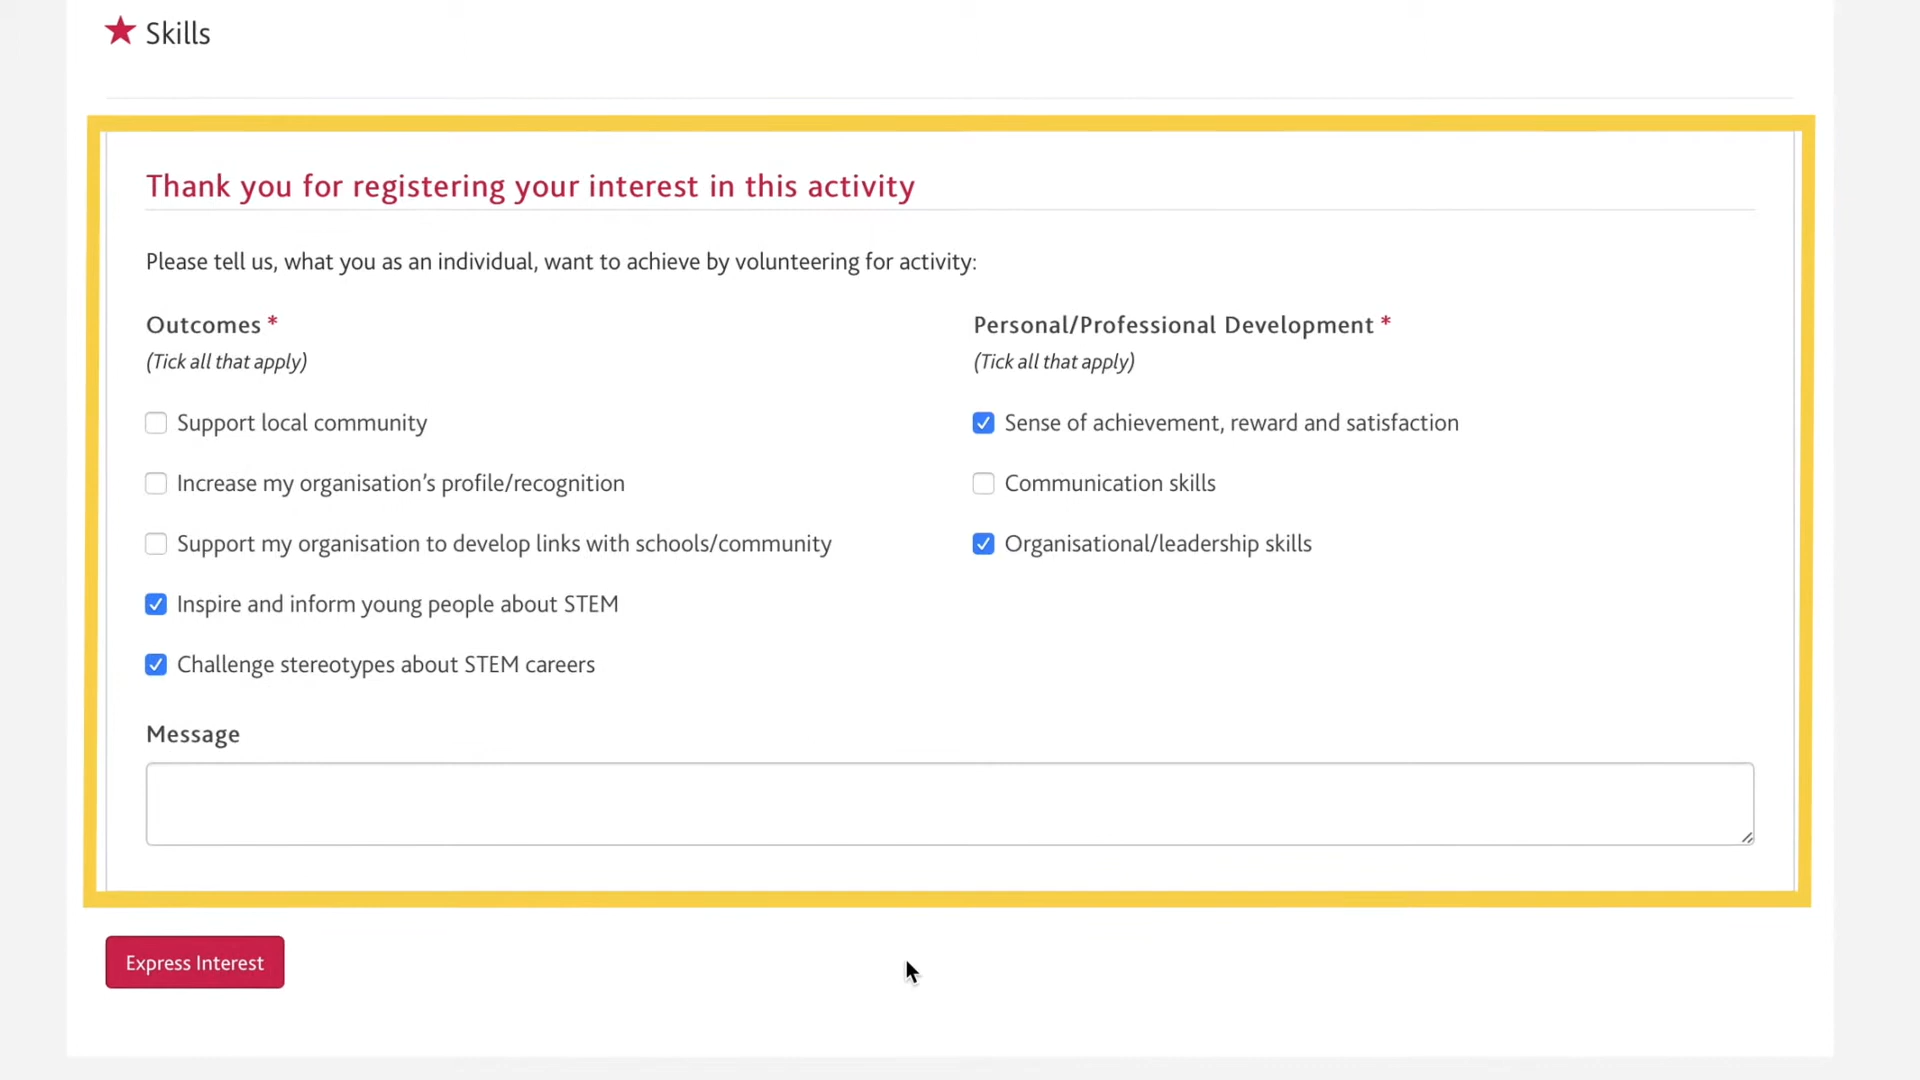 Skills
Thank you for registering your interest in this activity
Please tell us, what you as an individual, want to achieve by volunteering for activity:
Outcomes *
(Tick all that apply)
Support local community
Increase my organisation’s profile/recognition
Support my organisation to develop links with schools/community
Inspire and inform young people about STEM
Challenge stereotypes about STEM careers
Personal/Professional Development *
(Tick all that apply)
Sense of achievement, reward and satisfaction
Communication skills
Organisational/leadership skills
Message
Express Interest